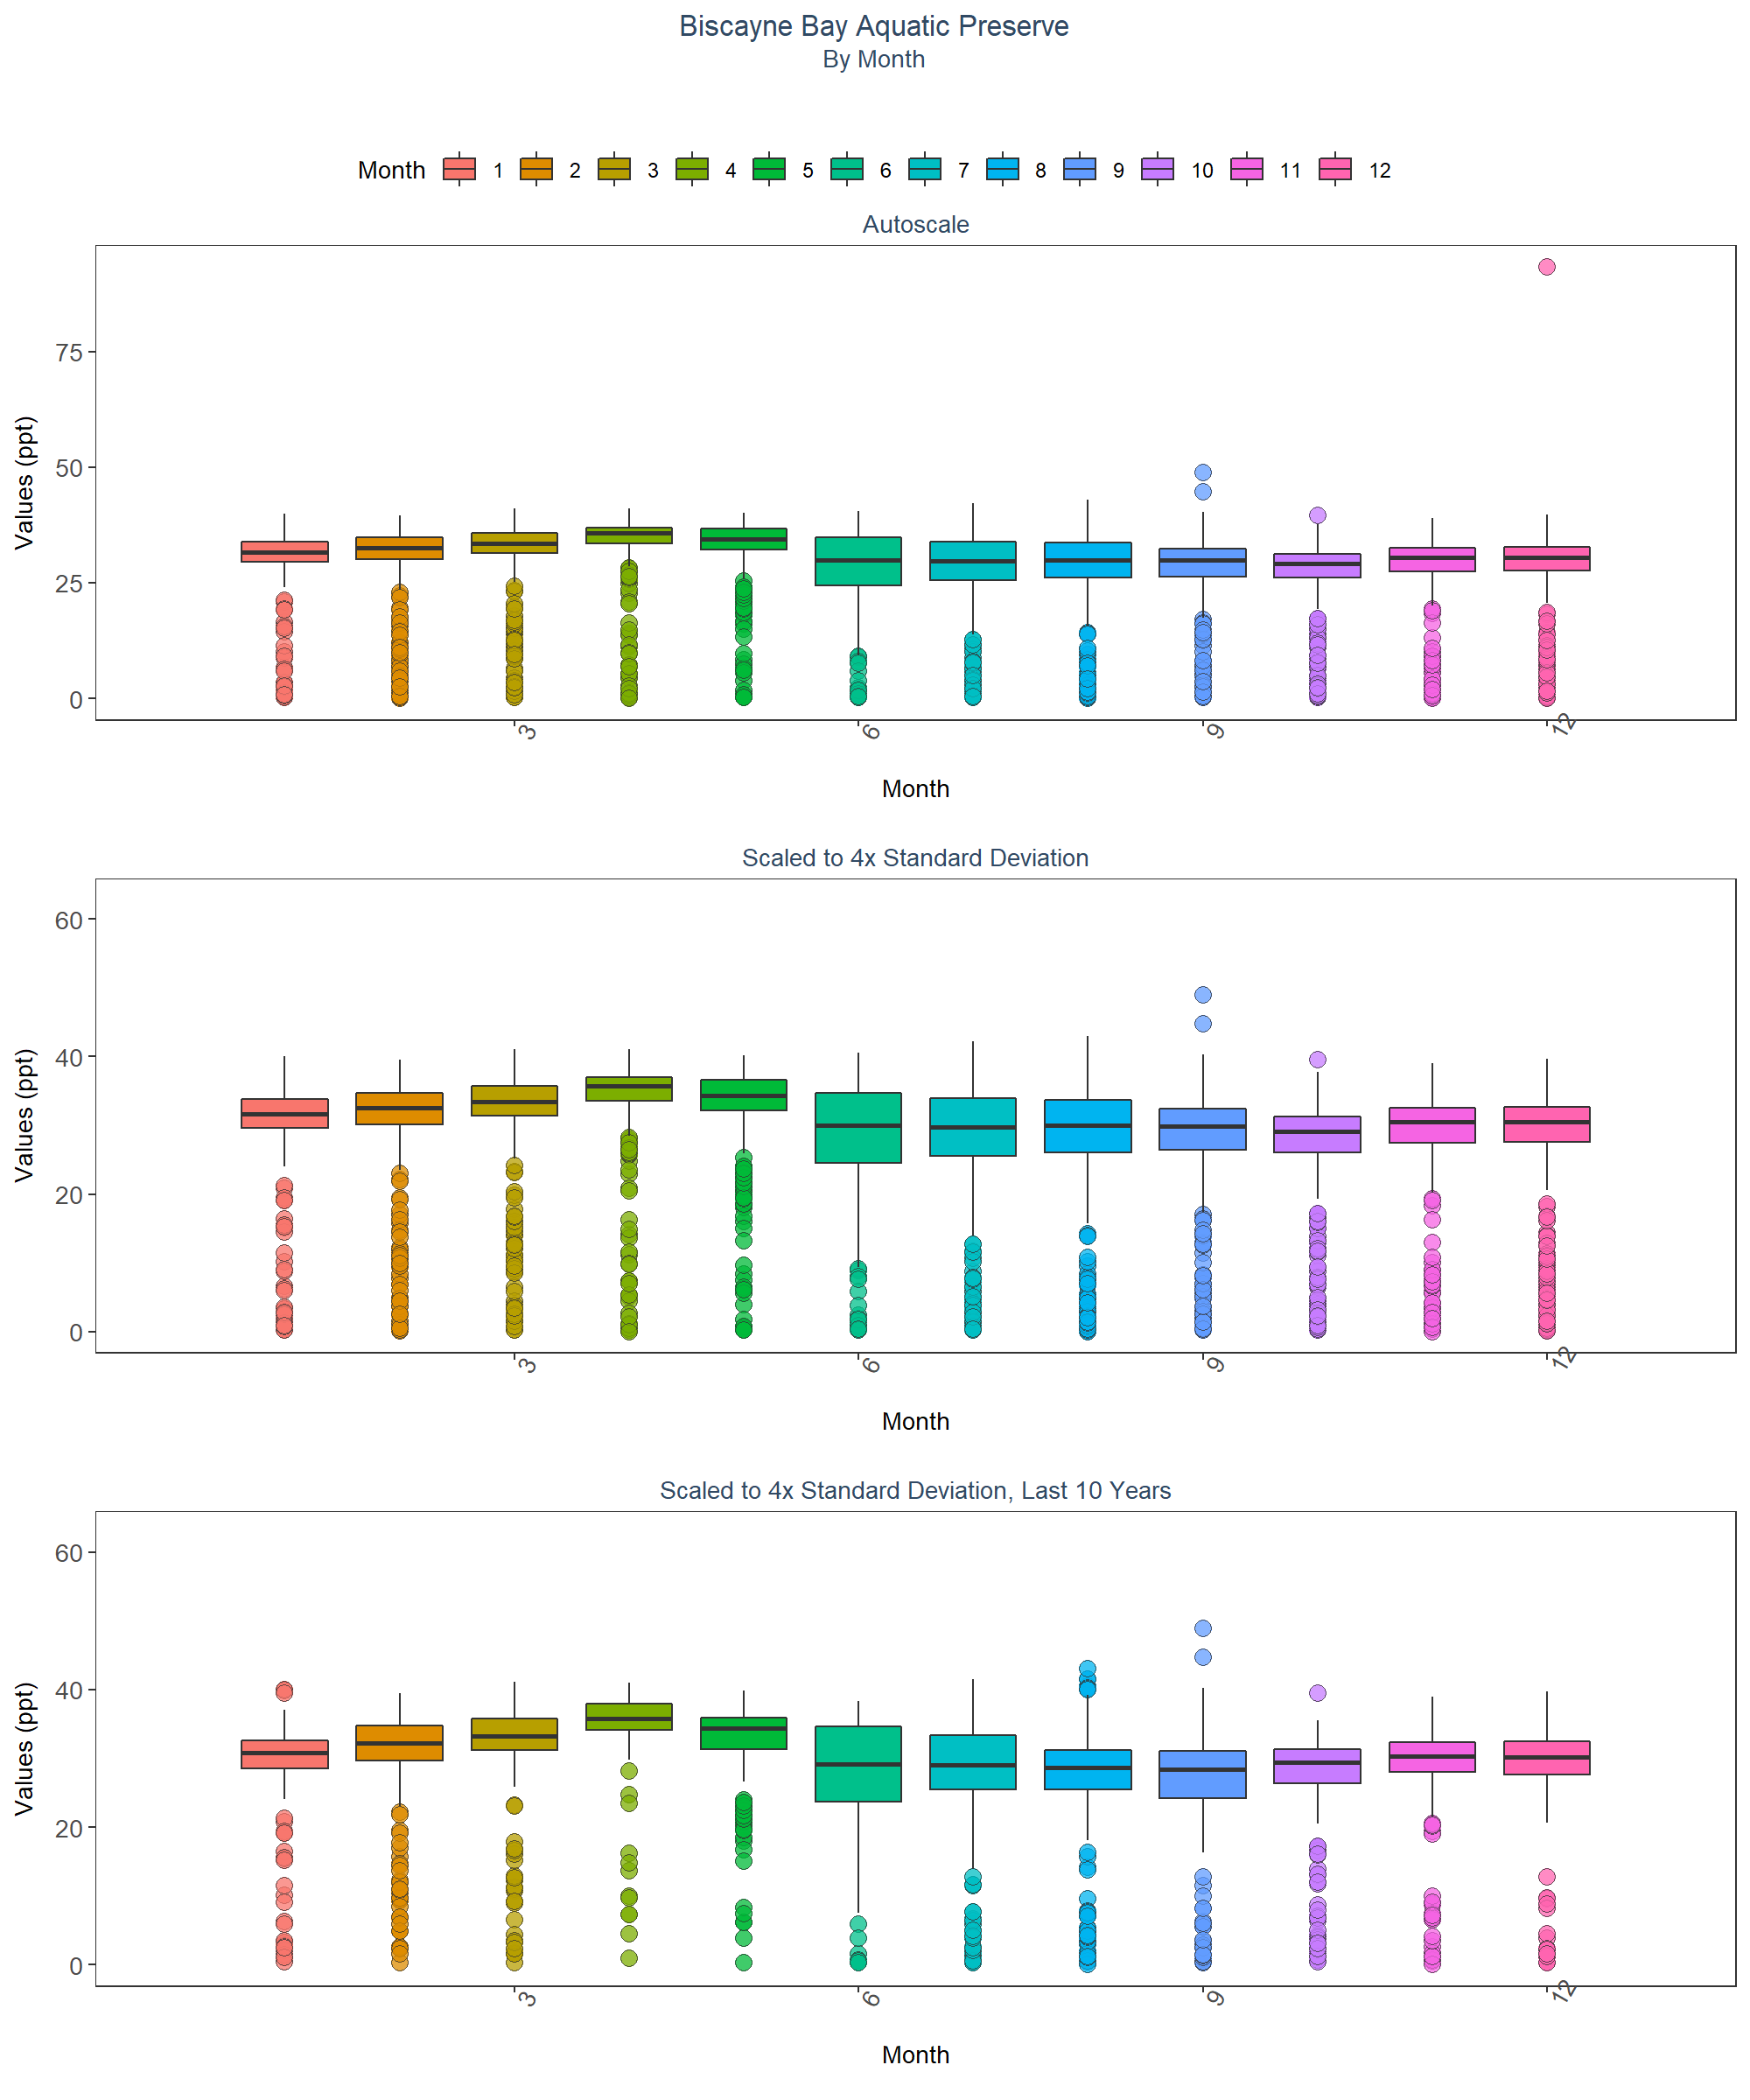 Biscayne Bay Aquatic Preserve
By Month
Month 1 2 3 4 5 6 7 8 9 10 11 12
Autoscale
Values (ppt)
75
50
25
0
3 6 9 12
Month
Scaled to 4x Standard Deviation
Values (ppt)
60
40
20
0
3 6 9 12
Month
Scaled to 4x Standard Deviation, Last 10 Years
Values (ppt)
60
40
20
0
3 6 9 12
Month